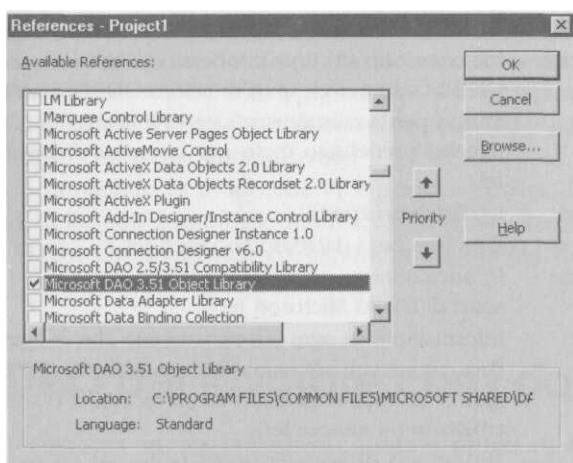 References - Project1
Available References:
LM Library
Marquee Control Library
Microsoft Active Server Pages Object Library
Microsoft ActiveMovie Control
Microsoft ActiveX Data Objects 2.0 Library
Microsoft ActiveX Data Objects Recordset 2.0 Library
Microsoft ActiveX Plugin
Microsoft Add-In Designer/Instance Control Library
Microsoft Connection Designer Instance 1.0
Microsoft Connection Designer v6.0
Microsoft DAO 2.5/3.51 Compatibility Library
Microsoft DAO 3.51 Object Library
Microsoft Data Adapter Library
Microsoft Data Binding Collection
OK
Cancel
Browse...
Priority
Help
Microsoft DAO 3.51 Object Library
Location: C:\PROGRAM FILES\COMMON FILES\MICROSOFT SHARED\DA
Language: Standard